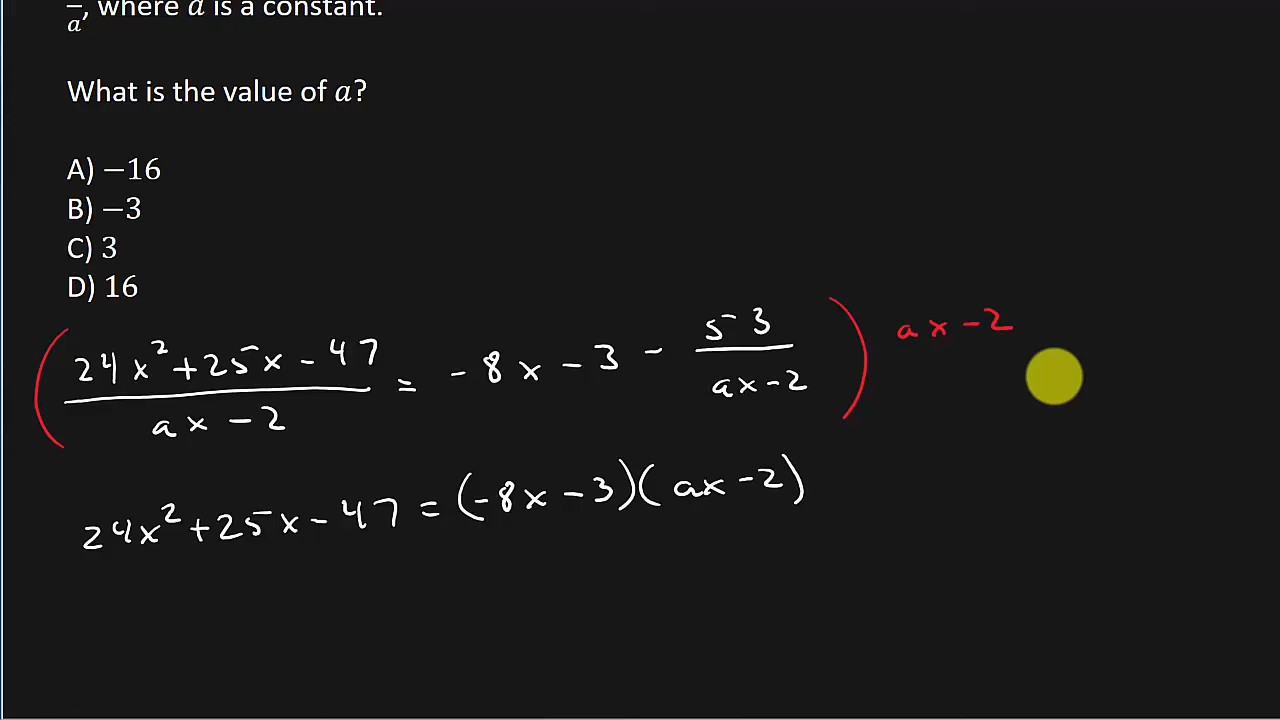 /a, where a is a constant.
What is the value of a?
A) −16
B) −3
C) 3
D) 16
(24x²+25x−47)/(ax−2) = −8x−3 − 53/(ax−2)) ax−2
24x²+25x−47=(−8x−3)(ax−2)